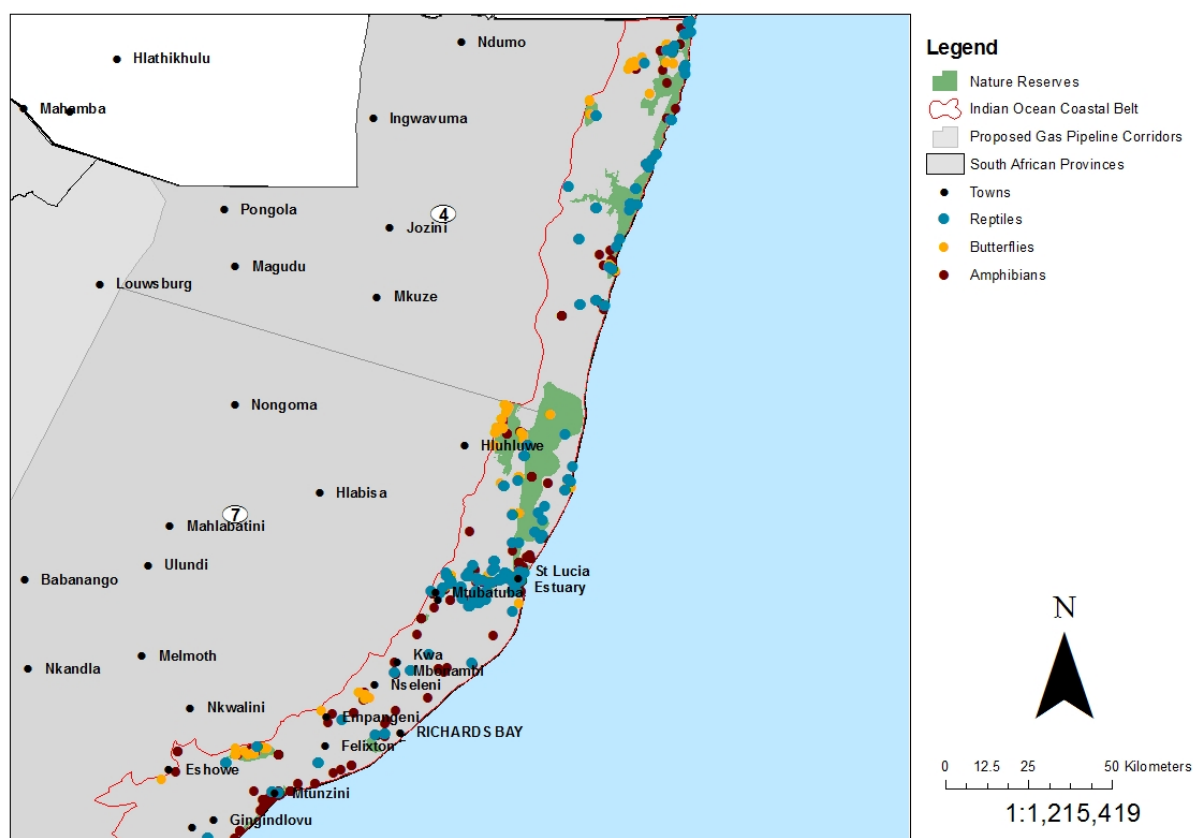 Ndumo
Hlathikhulu
Mahamba
Ingwavuma
Pongola
4
Jozini
Magudu
Louwsburg
Mkuze
Nongoma
Hluhluwe
Hlabisa
7
Mahlabatini
Ulundi
Babanango
St Lucia
Estuary
Mtubatuba
Nkandla
Melmoth
Kwa
Mbonambi
Nseleni
Nkwalini
Empangeni
RICHARDS BAY
Felixton
Eshowe
Mtunzini
Gingindlovu
Legend
Nature Reserves
Indian Ocean Coastal Belt
Proposed Gas Pipeline Corridors
South African Provinces
Towns
Reptiles
Butterflies
Amphibians
N
0 12.5 25 50 Kilometers
1:1,215,419